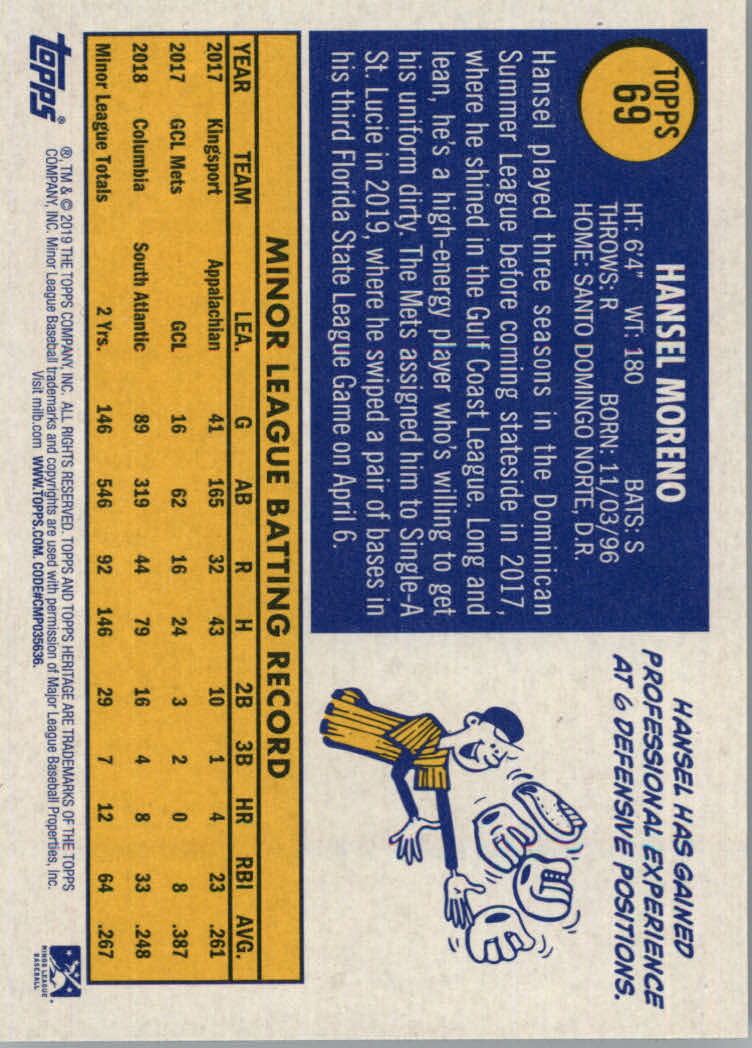 TOPPS
69
HANSEL MORENO
HT: 6'4" WT: 180 BATS: S
THROWS: R BORN: 11/03/96
HOME: SANTO DOMINGO NORTE, D.R.
Hansel played three seasons in the Dominican
Summer League before coming stateside in 2017,
where he shined in the Gulf Coast League. Long and
lean, he's a high-energy player who's willing to get
his uniform dirty. The Mets assigned him to Single-A
St. Lucie in 2019, where he swiped a pair of bases in
his third Florida State League Game on April 6.
HANSEL HAS GAINED
PROFESSIONAL EXPERIENCE
AT 6 DEFENSIVE POSITIONS.
MINOR LEAGUE BATTING RECORD
YEAR TEAM LEA. G AB R H 2B 3B HR RBI AVG.
2017 Kingsport Appalachian 41 165 32 43 10 1 4 23 .261
2017 GCL Mets GCL 16 62 16 24 3 2 0 8 .387
2018 Columbia South Atlantic 89 319 44 79 16 4 8 33 .248
Minor League Totals 2 Yrs. 146 546 92 146 29 7 12 64 .267
topps®
®, TM & © 2019 THE TOPPS COMPANY, INC. ALL RIGHTS RESERVED. TOPPS AND TOPPS HERITAGE ARE TRADEMARKS OF THE TOPPS
COMPANY, INC. Minor League Baseball trademarks and copyrights are used with permission of Major League Baseball Properties, Inc.
Visit milb.com WWW.TOPPS.COM. CODE#CMP035636.
MINOR LEAGUE
BASEBALL